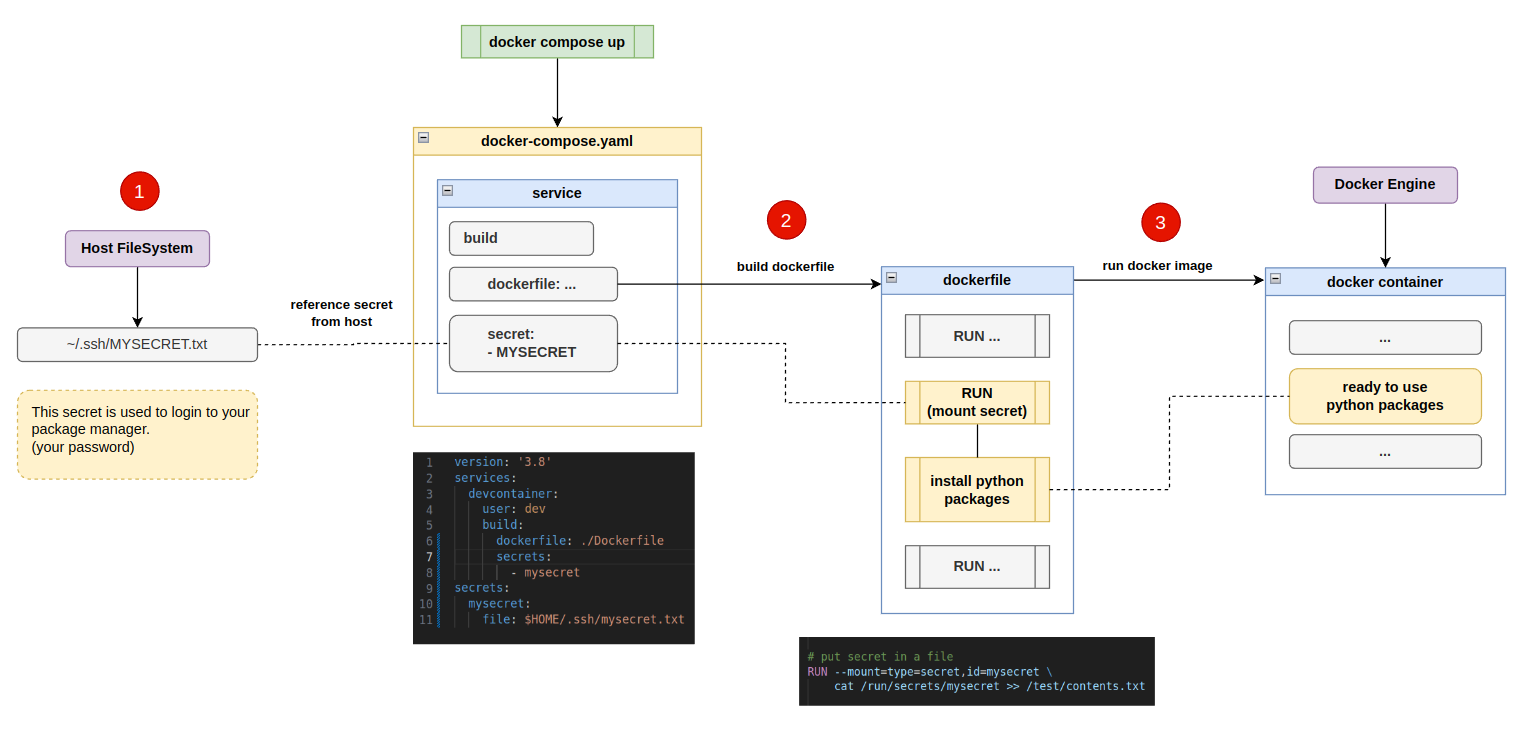 docker compose up
docker-compose.yaml
service
build
dockerfile: ...
secret:
- MYSECRET
1
Host FileSystem
~/.ssh/MYSECRET.txt
This secret is used to login to your
package manager.
(your password)
reference secret
from host
2
build dockerfile
dockerfile
RUN ...
RUN
(mount secret)
install python
packages
RUN ...
3
run docker image
Docker Engine
docker container
...
ready to use
python packages
...
1 version: '3.8'
2 services:
3 devcontainer:
4 user: dev
5 build:
6 dockerfile: ./Dockerfile
7 secrets:
8 - mysecret
9 secrets:
10 mysecret:
11 file: $HOME/.ssh/mysecret.txt
# put secret in a file
RUN --mount=type=secret,id=mysecret \
cat /run/secrets/mysecret >> /test/contents.txt